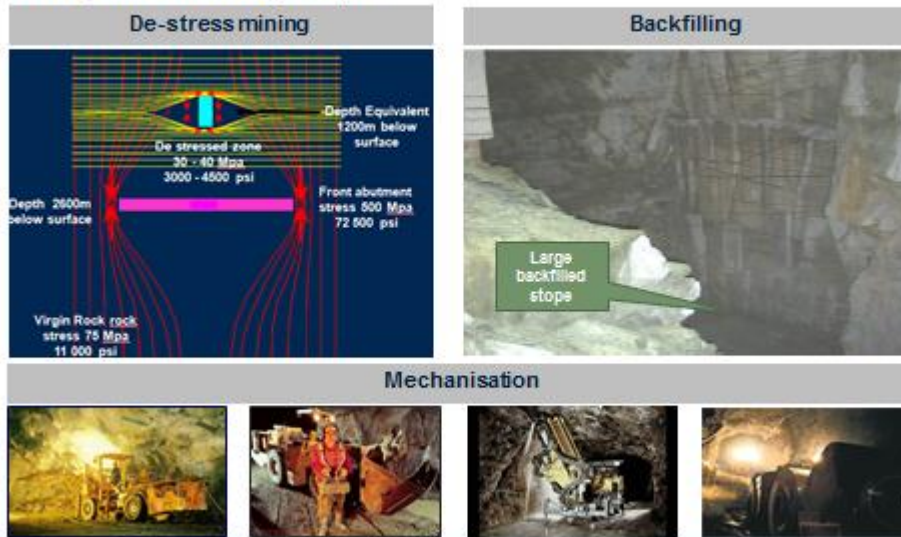 De-stress mining
Backfilling
-Depth Equivalent
1200m below
surface
De stressed zone
30 - 40 Mpa
3000 - 4500 psi
Depth 2600m
below surface
Front abutment
stress 500 Mpa
72 500 psi
Virgin Rock rock
stress 75 Mpa
11 000 psi
Large
backfilled
stope
Mechanisation